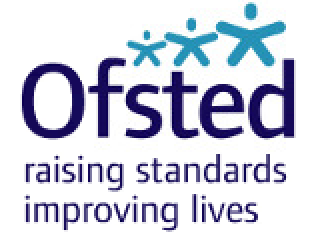 Ofsted
raising standards
improving lives